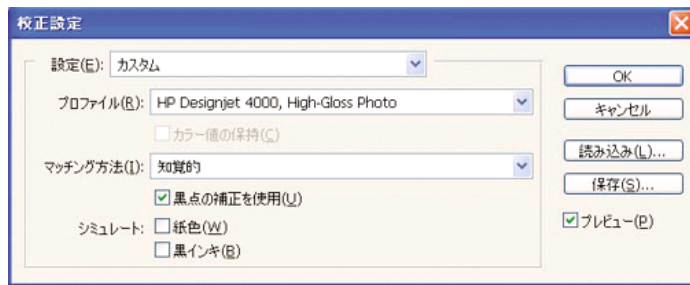 校正設定
設定(E): カスタム
プロファイル(R): HP Designjet 4000, High-Gloss Photo
カラー値の保持(C)
マッチング方法(I): 知覚的
黒点の補正を使用(U)
シミュレート: 紙色(W)
黒インキ(B)
OK
キャンセル
読み込み(L)...
保存(S)...
プレビュー(P)